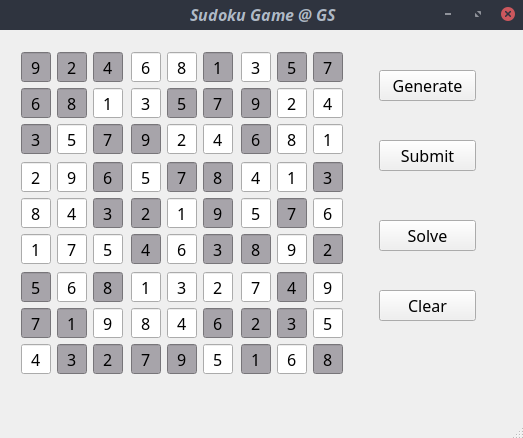 Sudoku Game @ GS
9 2 4 6 8 1 3 5 7
6 8 1 3 5 7 9 2 4
3 5 7 9 2 4 6 8 1
2 9 6 5 7 8 4 1 3
8 4 3 2 1 9 5 7 6
1 7 5 4 6 3 8 9 2
5 6 8 1 3 2 7 4 9
7 1 9 8 4 6 2 3 5
4 3 2 7 9 5 1 6 8
Generate
Submit
Solve
Clear